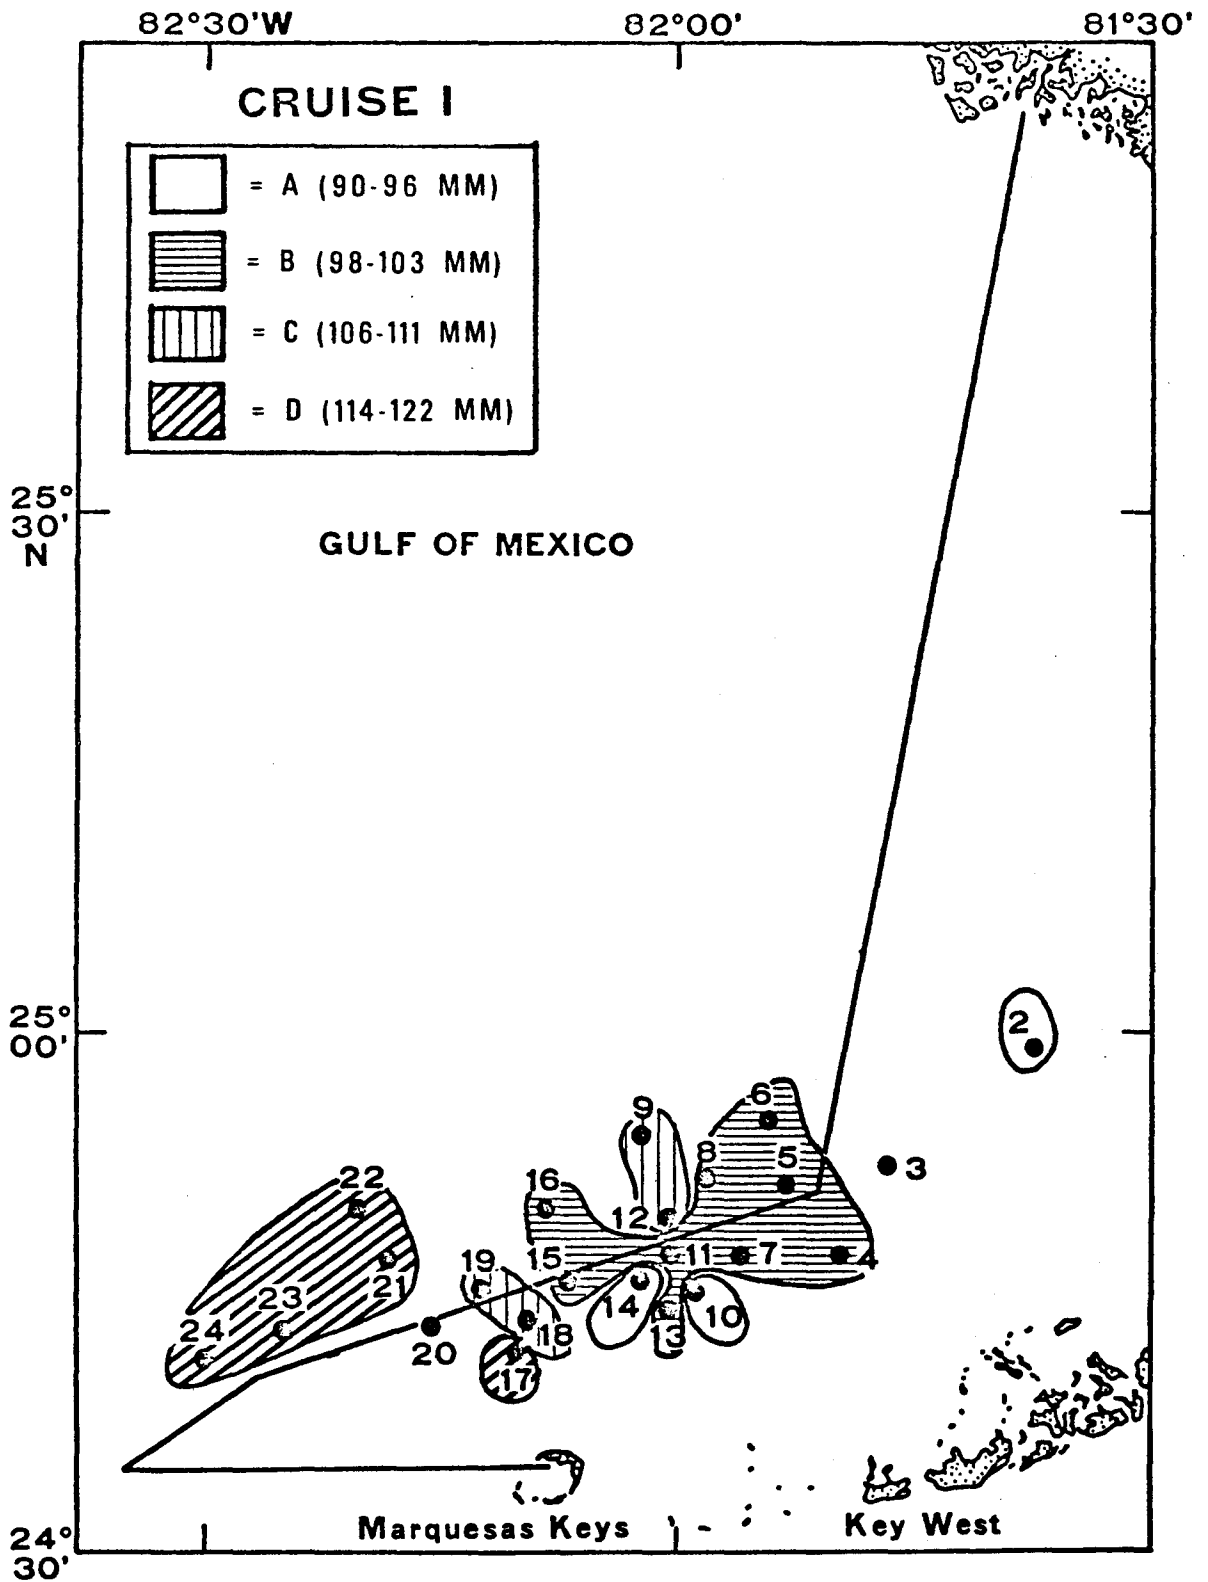 82°30'W 82°00' 81°30'
CRUISE I
= A (90-96 MM)
= B (98-103 MM)
= C (106-111 MM)
= D (114-122 MM)
25°
30'
N
GULF OF MEXICO
25°
00'
2
6
9
8
5
3
22
16
12
19
15
11
7
4
21
23
14
10
24
20
18
13
17
Marquesas Keys
Key West
24°
30'